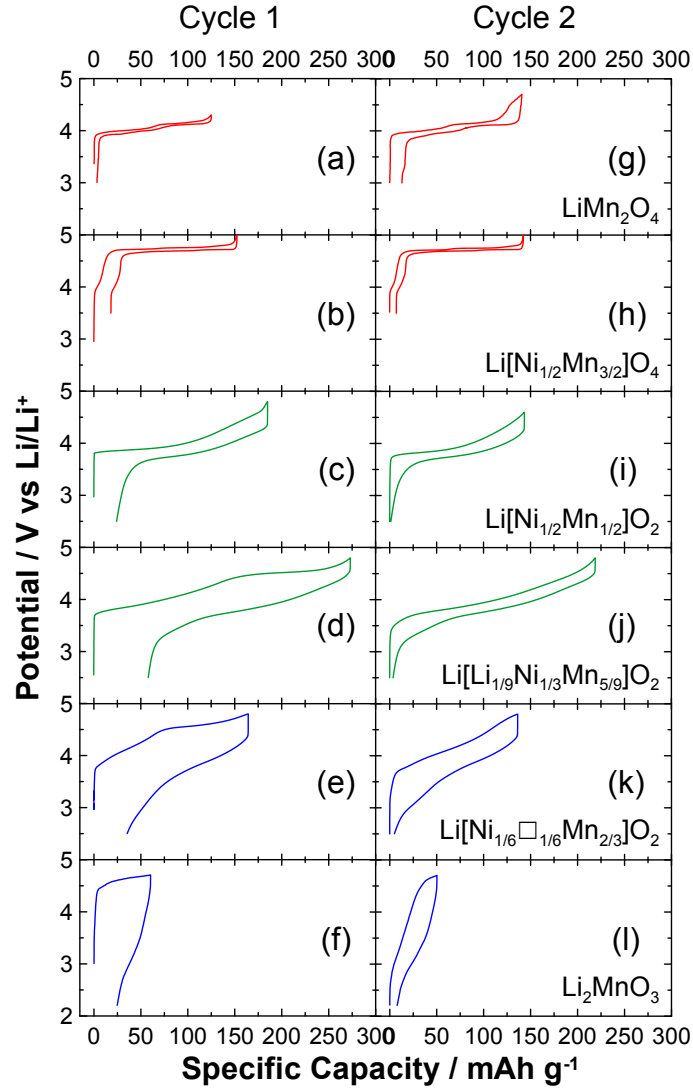 Cycle 1
Cycle 2
0 50 100 150 200 250 300
0 50 100 150 200 250 300
5
4
3
(a)
(g)
LiMn₂O₄
5
4
3
(b)
(h)
Li[Ni₁/₂Mn₃/₂]O₄
5
4
3
(c)
(i)
Li[Ni₁/₂Mn₁/₂]O₂
5
4
3
(d)
(j)
Li[Li₁/₉Ni₁/₃Mn₅/₉]O₂
5
4
3
(e)
(k)
Li[Ni₁/₆□₁/₆Mn₂/₃]O₂
5
4
3
2
(f)
(l)
Li₂MnO₃
0 50 100 150 200 250 300
0 50 100 150 200 250 300
Potential / V vs Li/Li⁺
Specific Capacity / mAh g⁻¹